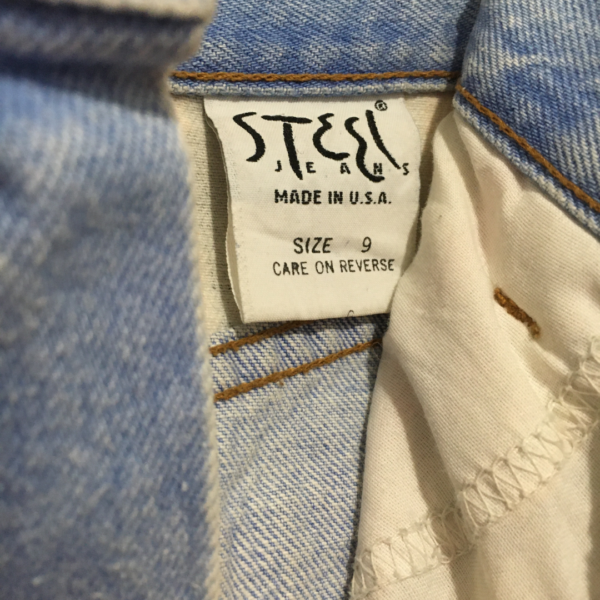 STEEL®
JEANS
MADE IN U.S.A.
SIZE 9
CARE ON REVERSE